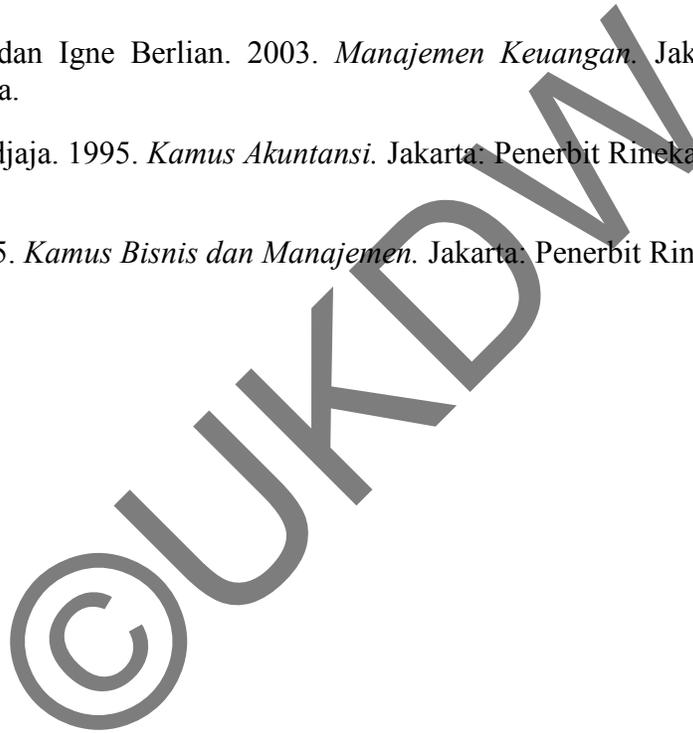 dan Igne Berlian. 2003. Manajemen Keuangan. Jak
a.
djaja. 1995. Kamus Akuntansi. Jakarta: Penerbit Rineka
5. Kamus Bisnis dan Manajemen. Jakarta: Penerbit Rin
©UKDW